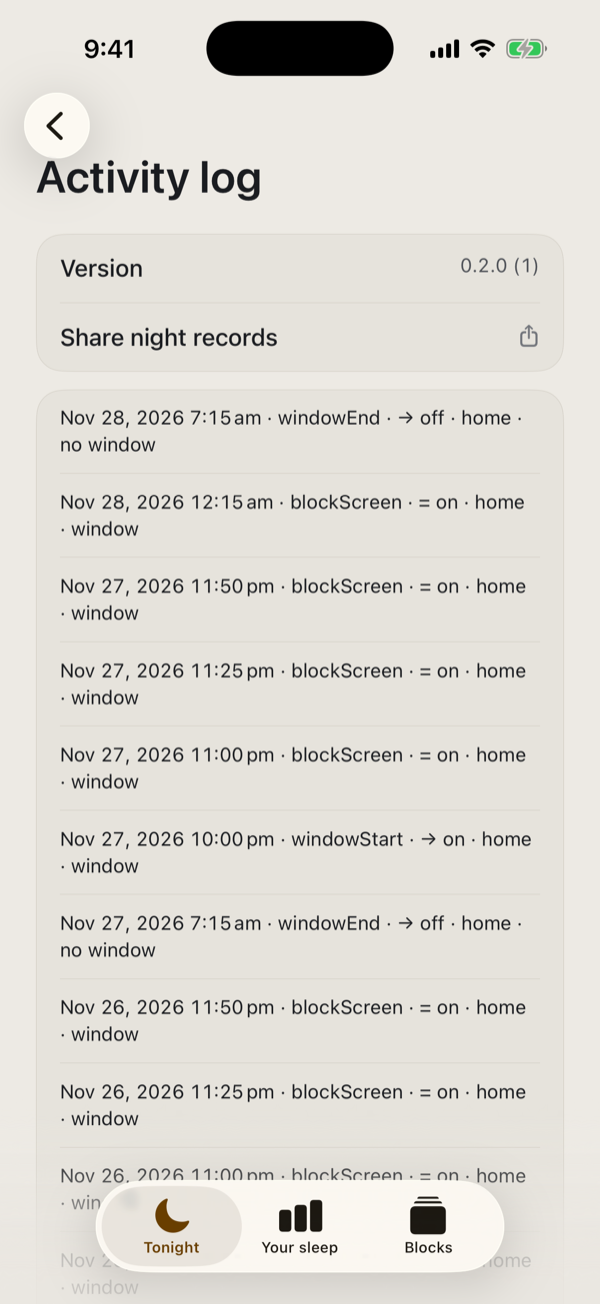 9:41
Activity log
Version
0.2.0 (1)
Share night records
Nov 28, 2026 7:15 am · windowEnd · → off · home ·
no window
Nov 28, 2026 12:15 am · blockScreen · = on · home
· window
Nov 27, 2026 11:50 pm · blockScreen · = on · home
· window
Nov 27, 2026 11:25 pm · blockScreen · = on · home
· window
Nov 27, 2026 11:00 pm · blockScreen · = on · home
· window
Nov 27, 2026 10:00 pm · windowStart · → on · home
· window
Nov 27, 2026 7:15 am · windowEnd · → off · home ·
no window
Nov 26, 2026 11:50 pm · blockScreen · = on · home
· window
Nov 26, 2026 11:25 pm · blockScreen · = on · home
· window
Nov 26, 2026 11:00 pm · blockScreen · = on · home
·
Nov home
· window
Tonight
Your sleep
Blocks